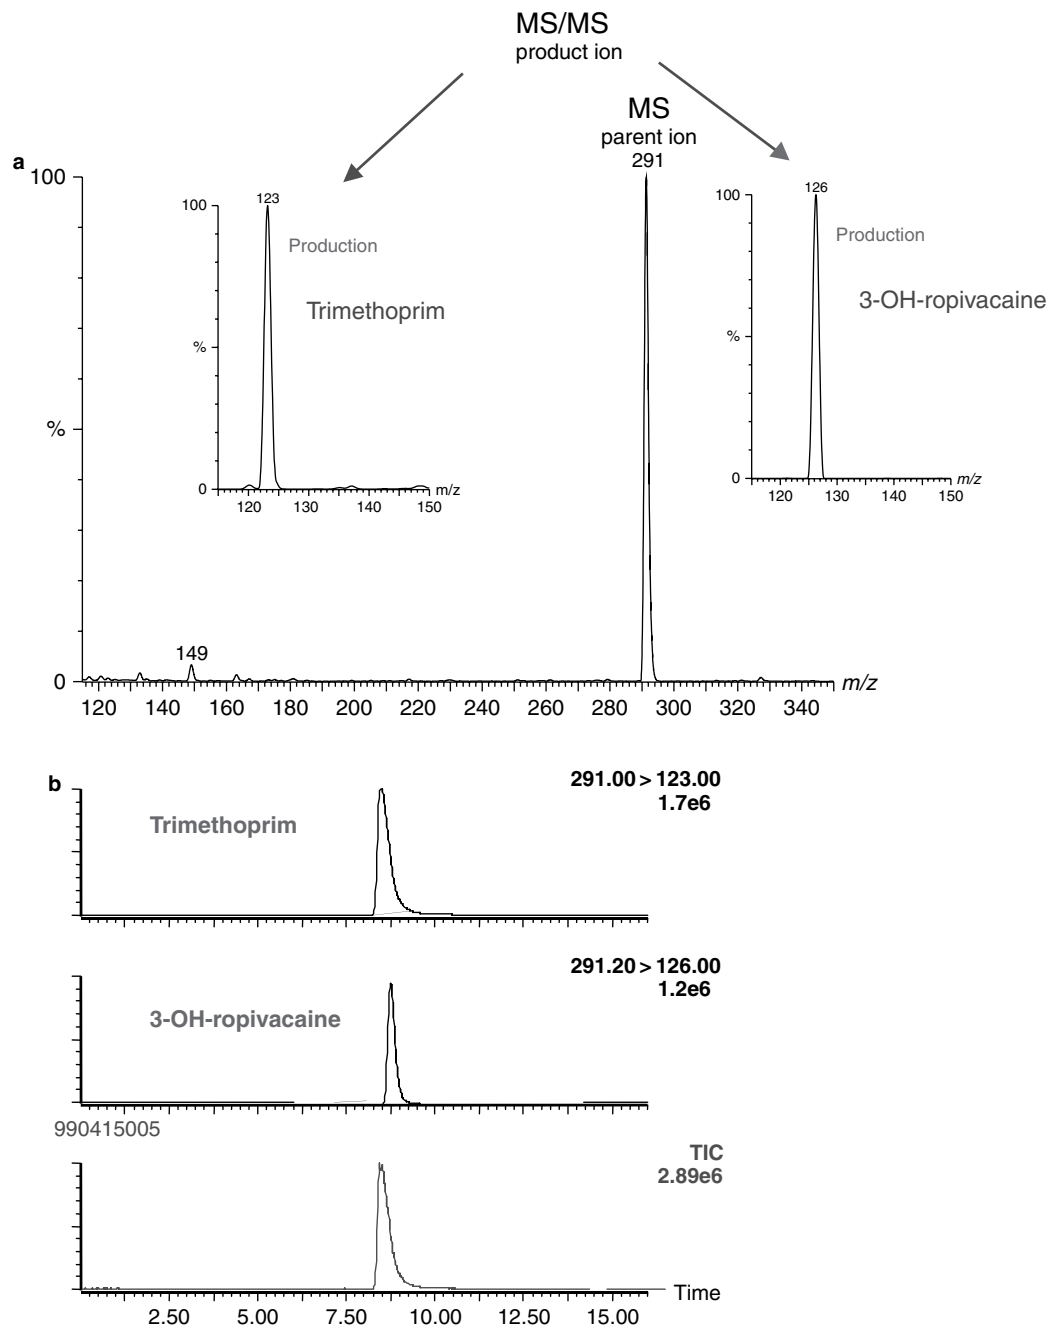 MS/MS
product ion
MS
parent ion
291
a
100
%
0
149
120 140 160 180 200 220 240 260 280 300 320 340
m/z
100
123
Production
Trimethoprim
%
0
m/z
120 130 140 150
100
126
Production
3-OH-ropivacaine
%
0
m/z
120 130 140 150
b
291.00 > 123.00
1.7e6
Trimethoprim
291.20 > 126.00
1.2e6
3-OH-ropivacaine
990415005
TIC
2.89e6
Time
2.50 5.00 7.50 10.00 12.50 15.00